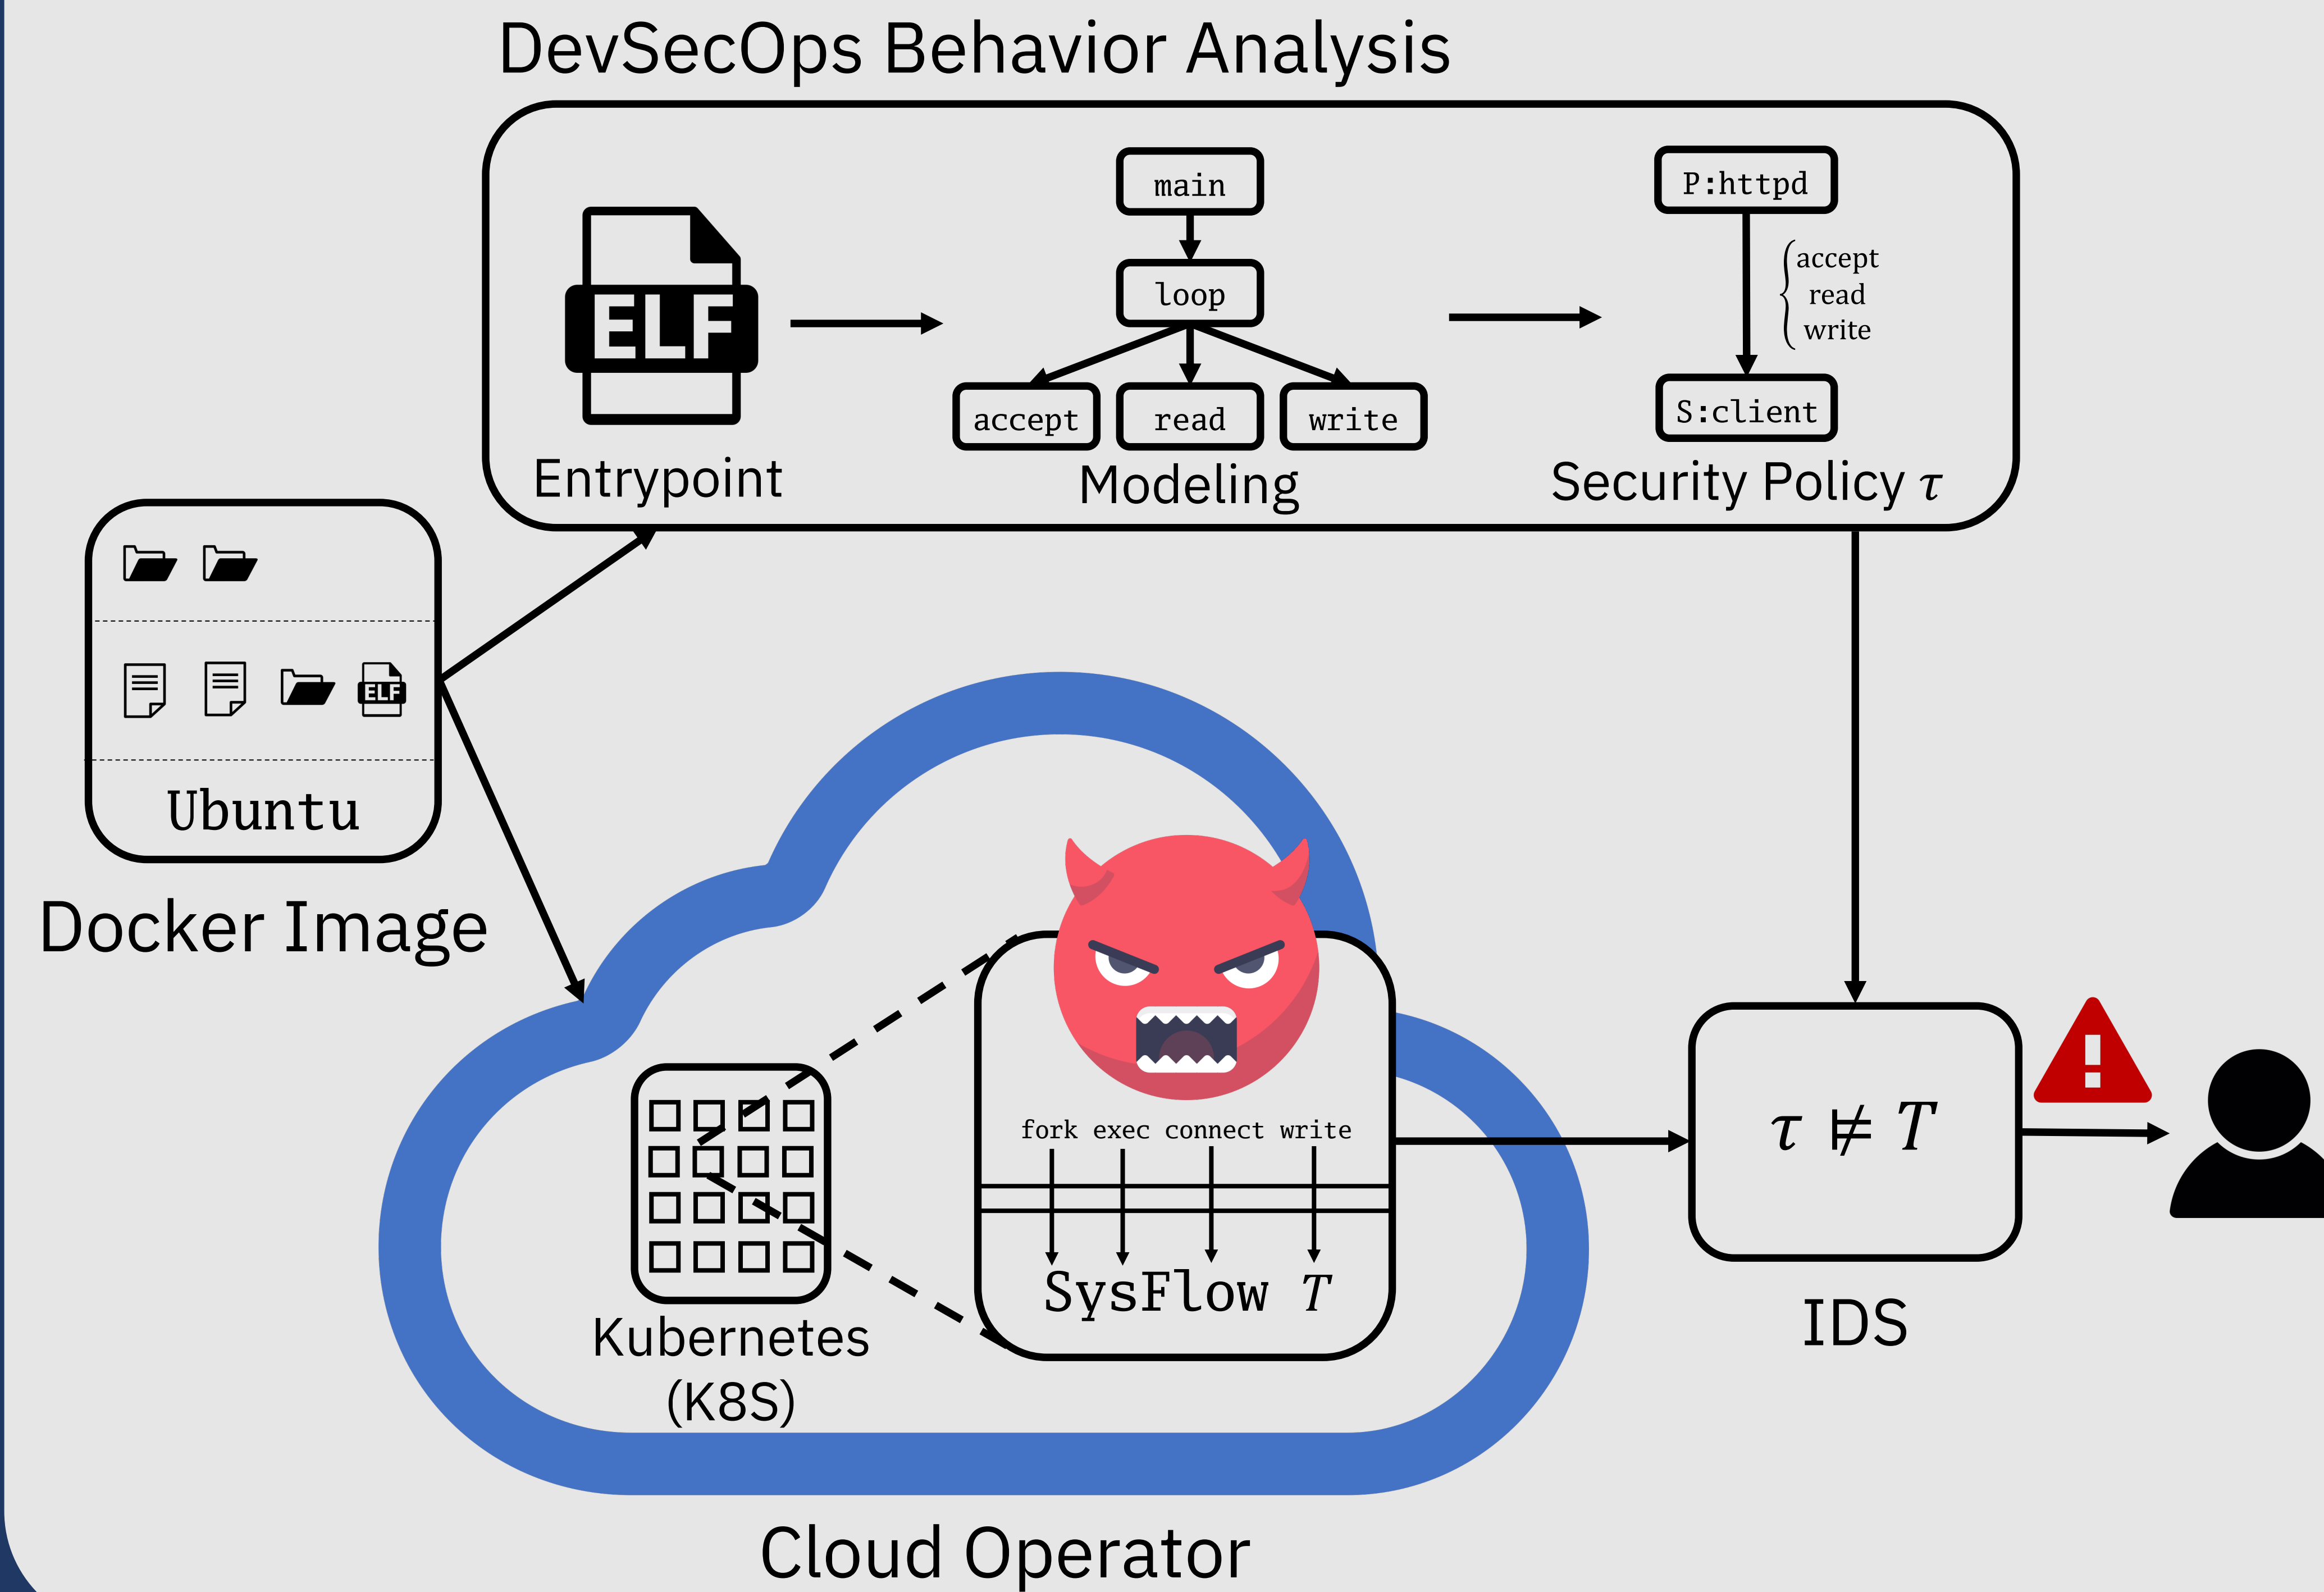 DevSecOps Behavior Analysis
ELF
Entrypoint
main
loop
accept read write
Modeling
P:httpd
accept
read
write
S:client
Security Policy τ
ELF
Ubuntu
Docker Image
fork exec connect write
SysFlow T
Kubernetes
(K8S)
Cloud Operator
τ ⊭ T
IDS